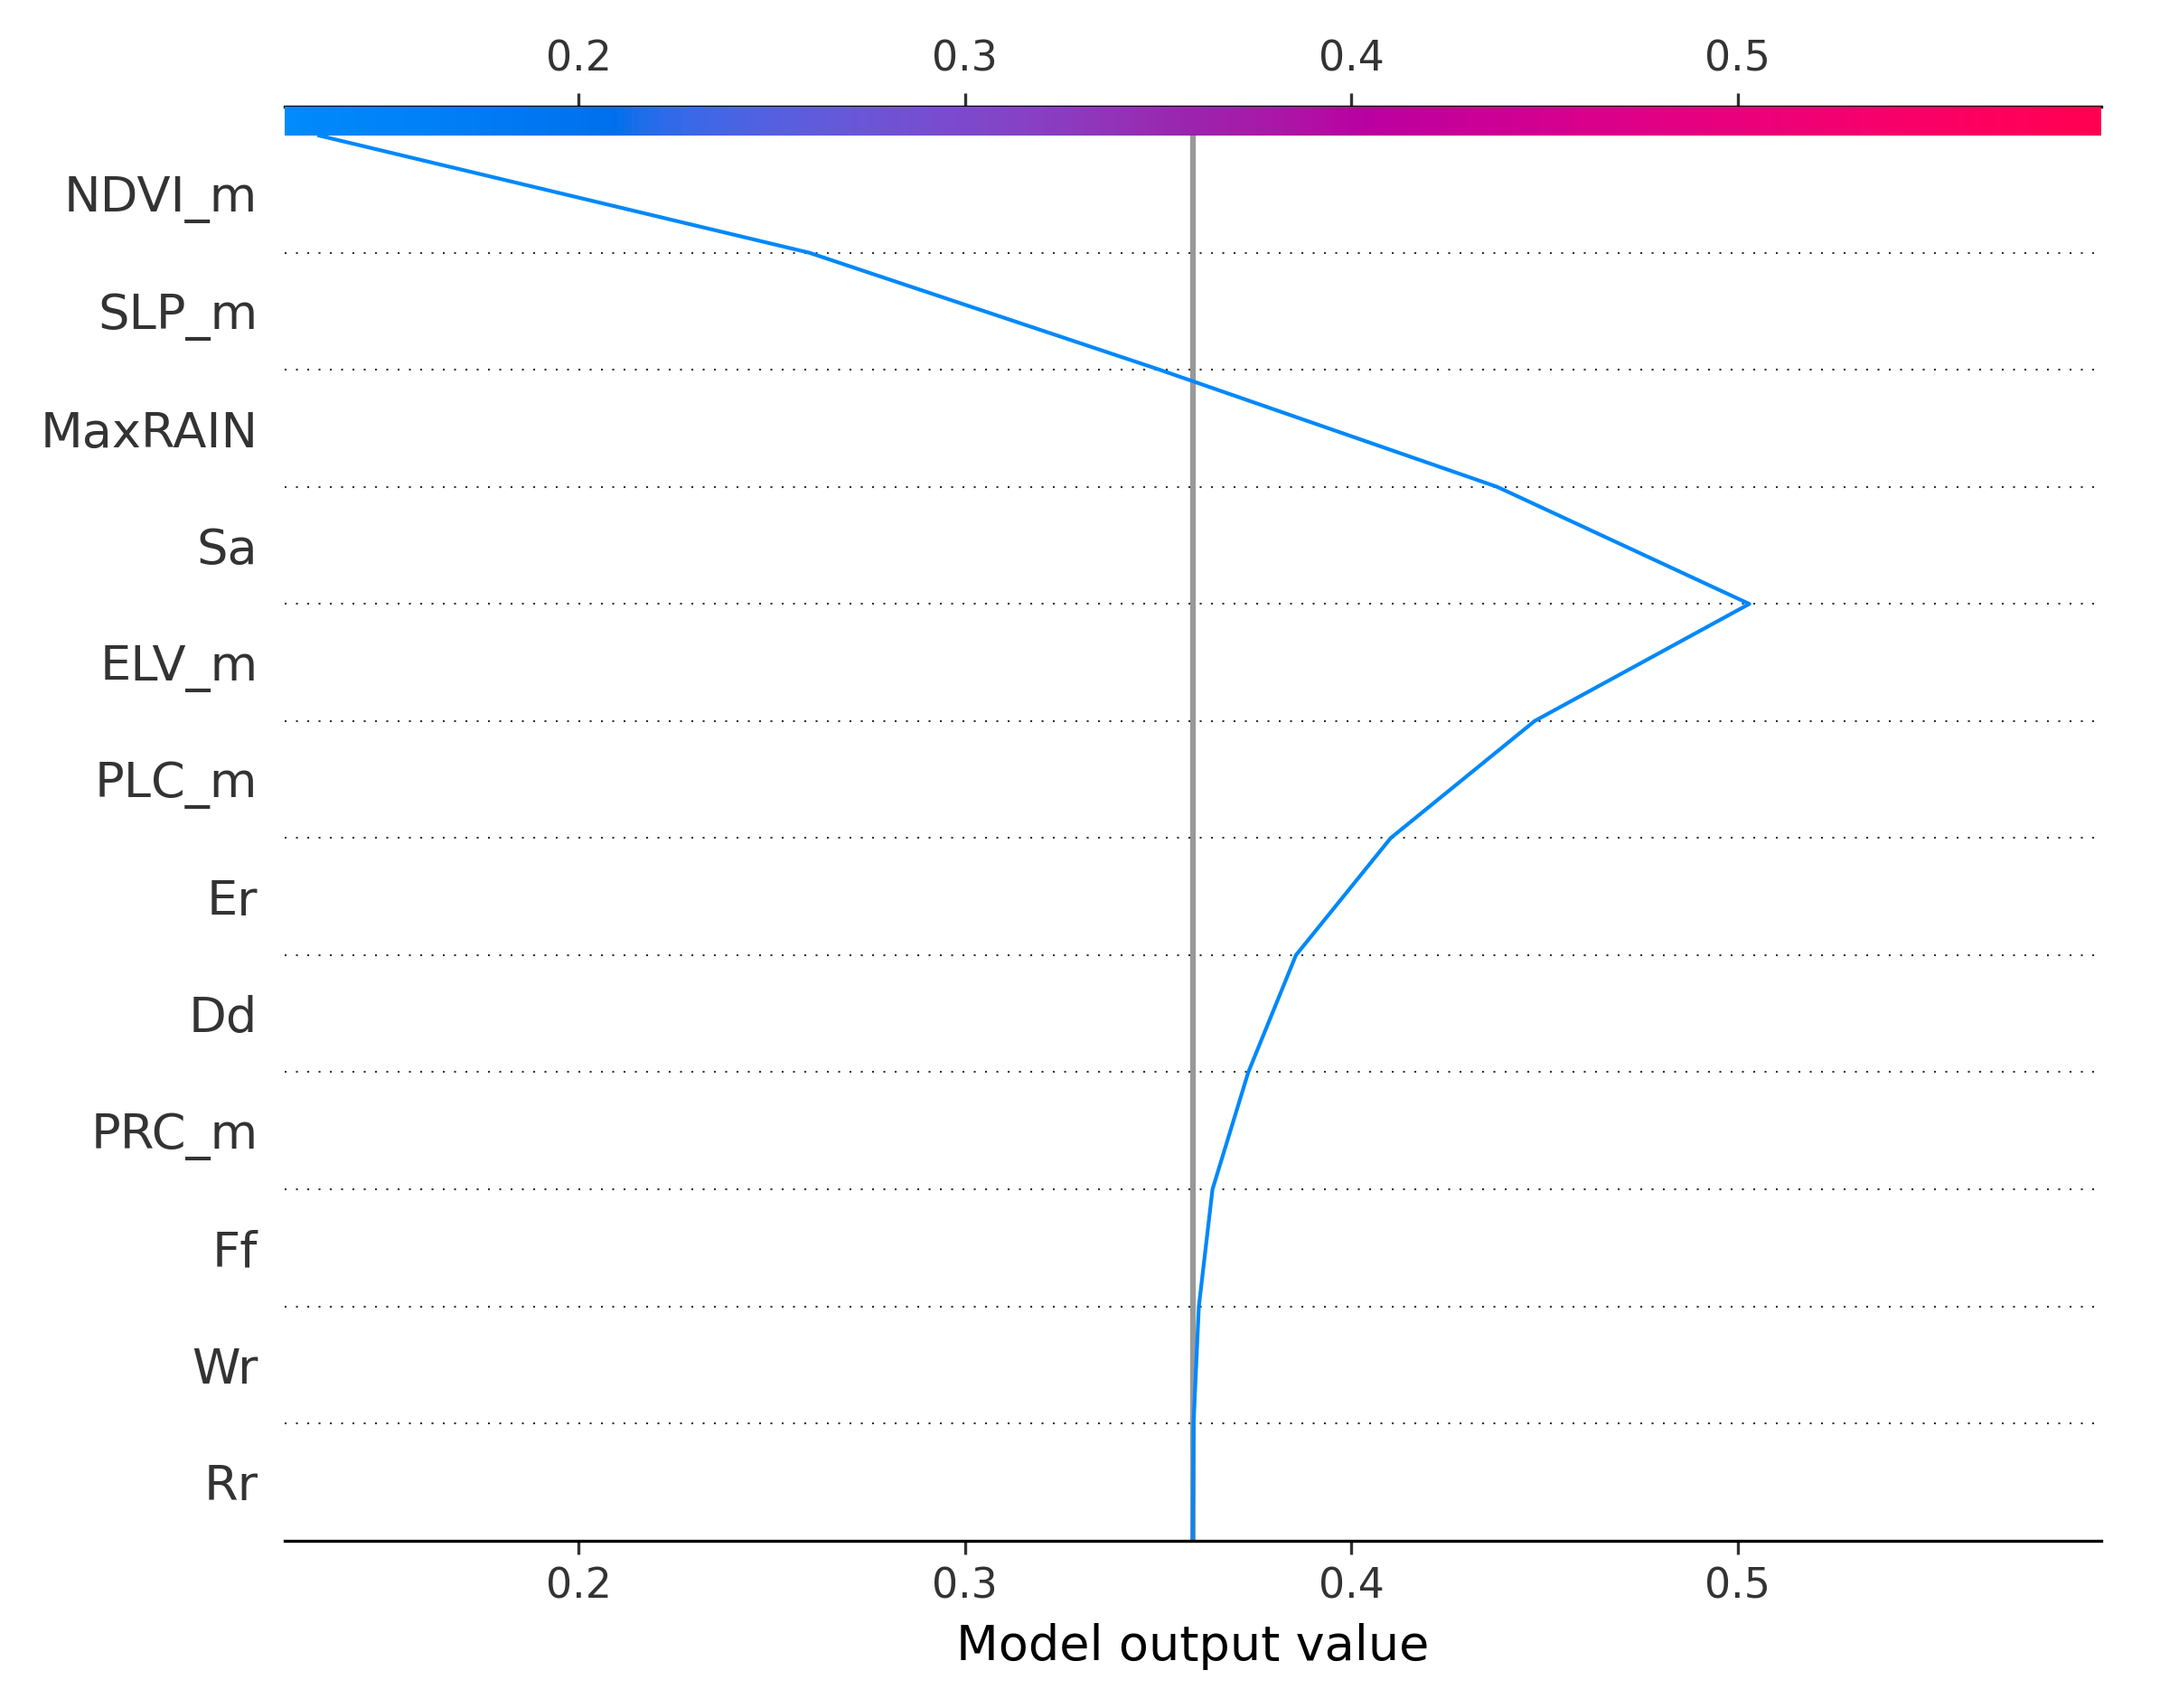 0.2 0.3 0.4 0.5
NDVI_m
SLP_m
MaxRAIN
Sa
ELV_m
PLC_m
Er
Dd
PRC_m
Ff
Wr
Rr
0.2 0.3 0.4 0.5
Model output value